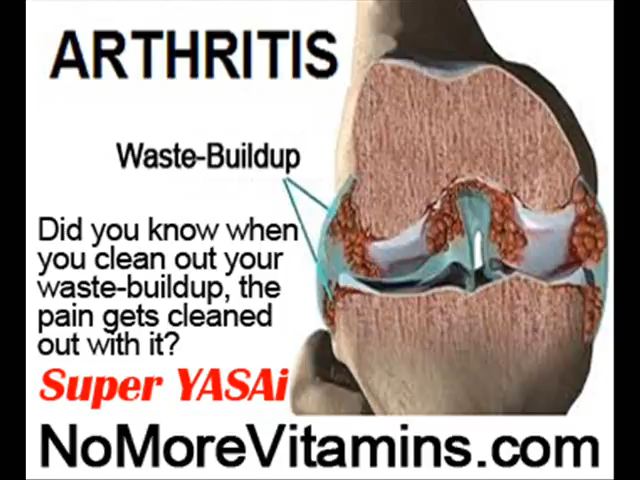 ARTHRITIS
Waste-Buildup
Did you know when
you clean out your
waste-buildup, the
pain gets cleaned
out with it?
Super YASAi
NoMoreVitamins.com